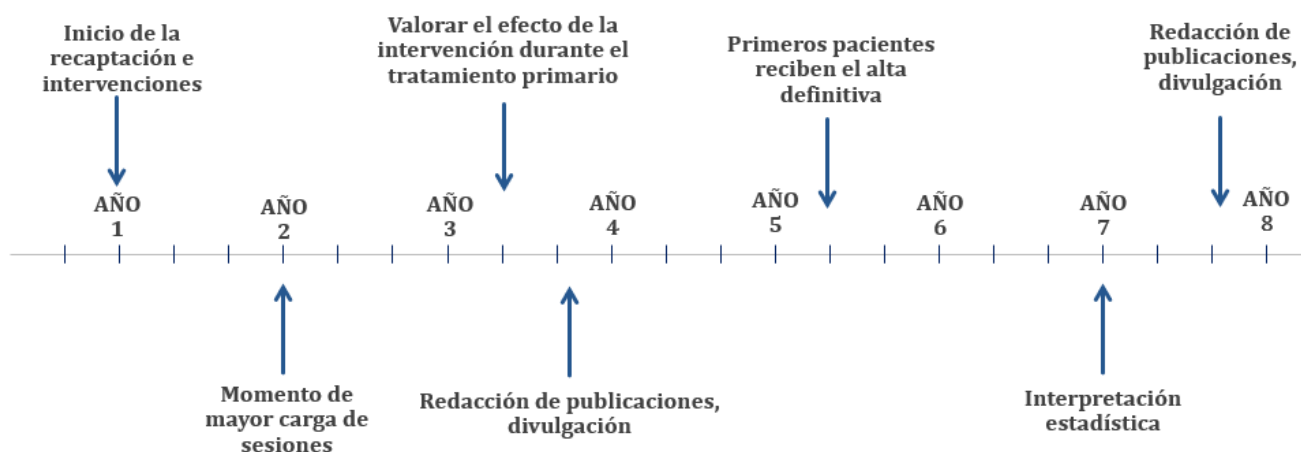 Inicio de la
recaptación e
intervenciones
Valorar el efecto de la
intervención durante el
tratamiento primario
Primeros pacientes
reciben el alta
definitiva
Redacción de
publicaciones,
divulgación
AÑO
1
AÑO
2
AÑO
3
AÑO
4
AÑO
5
AÑO
6
AÑO
7
AÑO
8
Momento de
mayor carga de
sesiones
Redacción de publicaciones,
divulgación
Interpretación
estadística